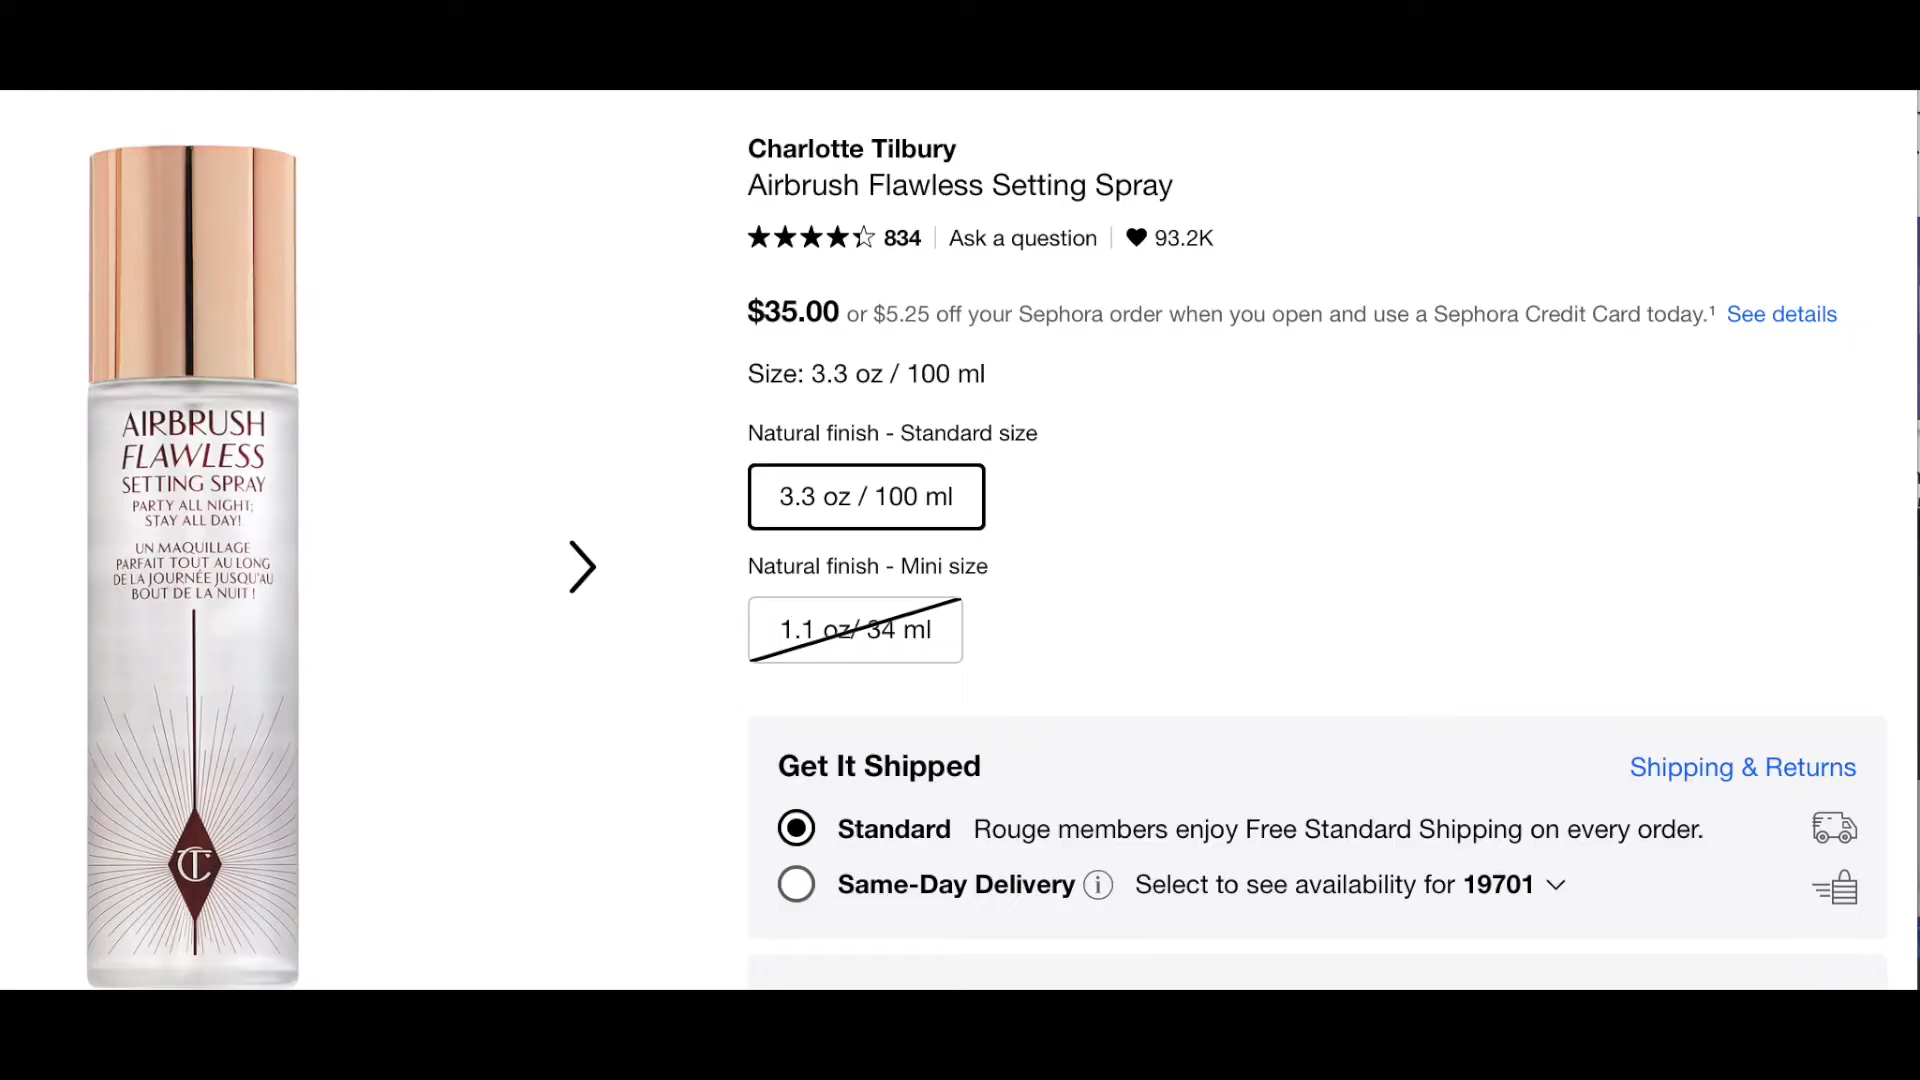 AIRBRUSH
FLAWLESS
SETTING SPRAY
PARTY ALL NIGHT;
STAY ALL DAY!
UN MAQUILLAGE
PARFAIT TOUT AU LONG
DE LA JOURNÉE JUSQU'AU
BOUT DE LA NUIT !
CT
Charlotte Tilbury
Airbrush Flawless Setting Spray
834 Ask a question 93.2K
$35.00 or $5.25 off your Sephora order when you open and use a Sephora Credit Card today.¹ See details
Size: 3.3 oz / 100 ml
Natural finish - Standard size
3.3 oz / 100 ml
Natural finish - Mini size
1.1 oz/ 34 ml
Get It Shipped Shipping & Returns
Standard Rouge members enjoy Free Standard Shipping on every order.
Same-Day Delivery Select to see availability for 19701